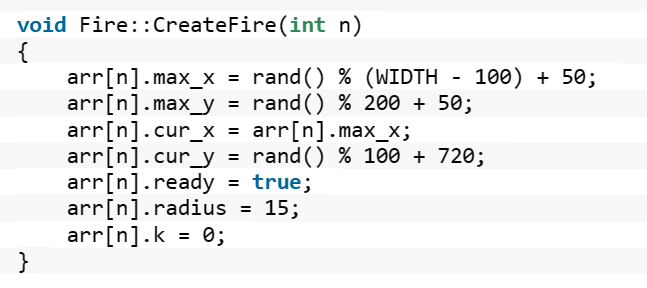 void Fire::CreateFire(int n)
{
    arr[n].max_x = rand() % (WIDTH - 100) + 50;
    arr[n].max_y = rand() % 200 + 50;
    arr[n].cur_x = arr[n].max_x;
    arr[n].cur_y = rand() % 100 + 720;
    arr[n].ready = true;
    arr[n].radius = 15;
    arr[n].k = 0;
}